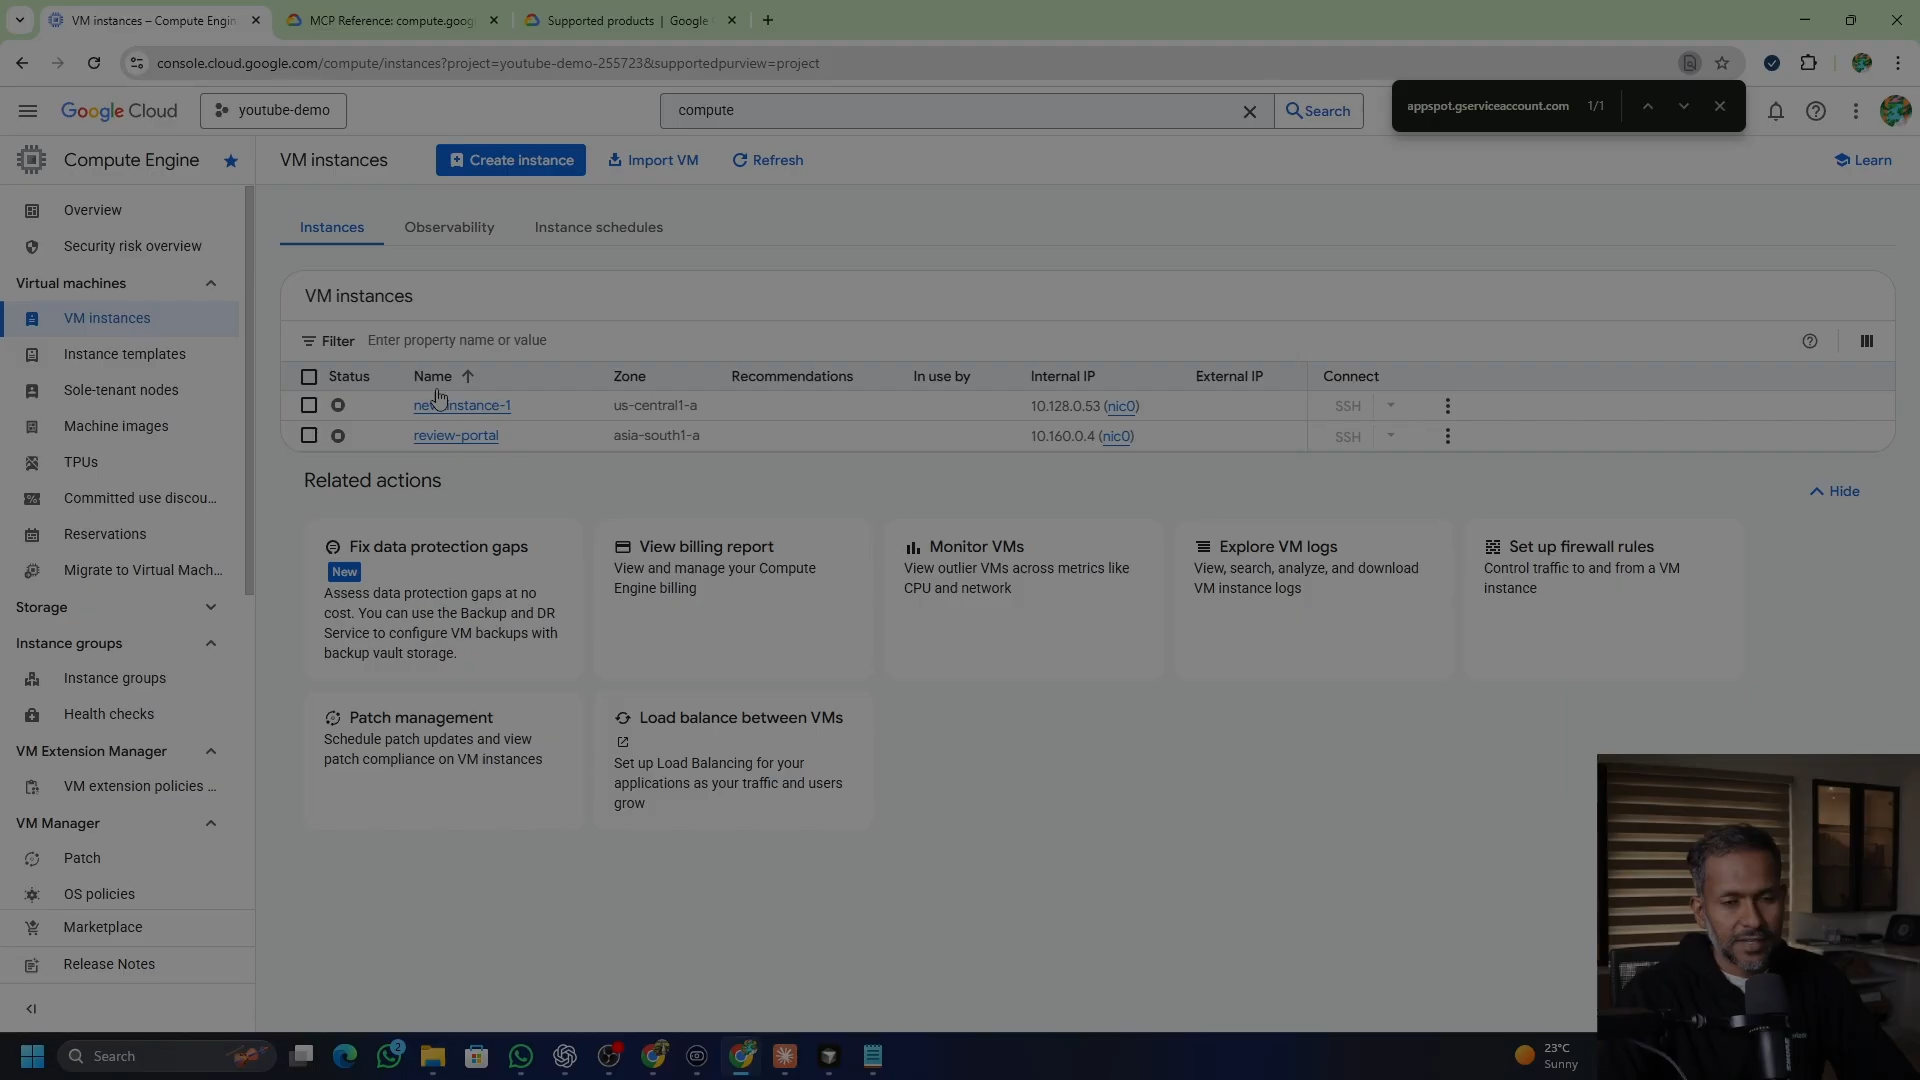 VM instances – Compute Engin
MCP Reference: compute.goog
Supported products | Google
console.cloud.google.com/compute/instances?project=youtube-demo-255723&supportedpurview=project
Google Cloud
youtube-demo
compute
Search
appspot.gserviceaccount.com 1/1
Compute Engine
VM instances
Create instance
Import VM
Refresh
Learn
Overview
Security risk overview
Virtual machines
VM instances
Instance templates
Sole-tenant nodes
Machine images
TPUs
Committed use discou...
Reservations
Migrate to Virtual Mach...
Storage
Instance groups
Instance groups
Health checks
VM Extension Manager
VM extension policies ...
VM Manager
Patch
OS policies
Marketplace
Release Notes
Instances Observability Instance schedules
VM instances
Filter Enter property name or value
Status Name Zone Recommendations In use by Internal IP External IP Connect
us-central1-a 10.128.0.53 (nic0) SSH
review-portal asia-south1-a 10.160.0.4 (nic0) SSH
Related actions
Hide
Fix data protection gaps
New
Assess data protection gaps at no
cost. You can use the Backup and DR
Service to configure VM backups with
backup vault storage.
View billing report
View and manage your Compute
Engine billing
Monitor VMs
View outlier VMs across metrics like
CPU and network
Explore VM logs
View, search, analyze, and download
VM instance logs
Set up firewall rules
Control traffic to and from a VM
instance
Patch management
Schedule patch updates and view
patch compliance on VM instances
Load balance between VMs
Set up Load Balancing for your
applications as your traffic and users
grow
Search
2
23°C
Sunny